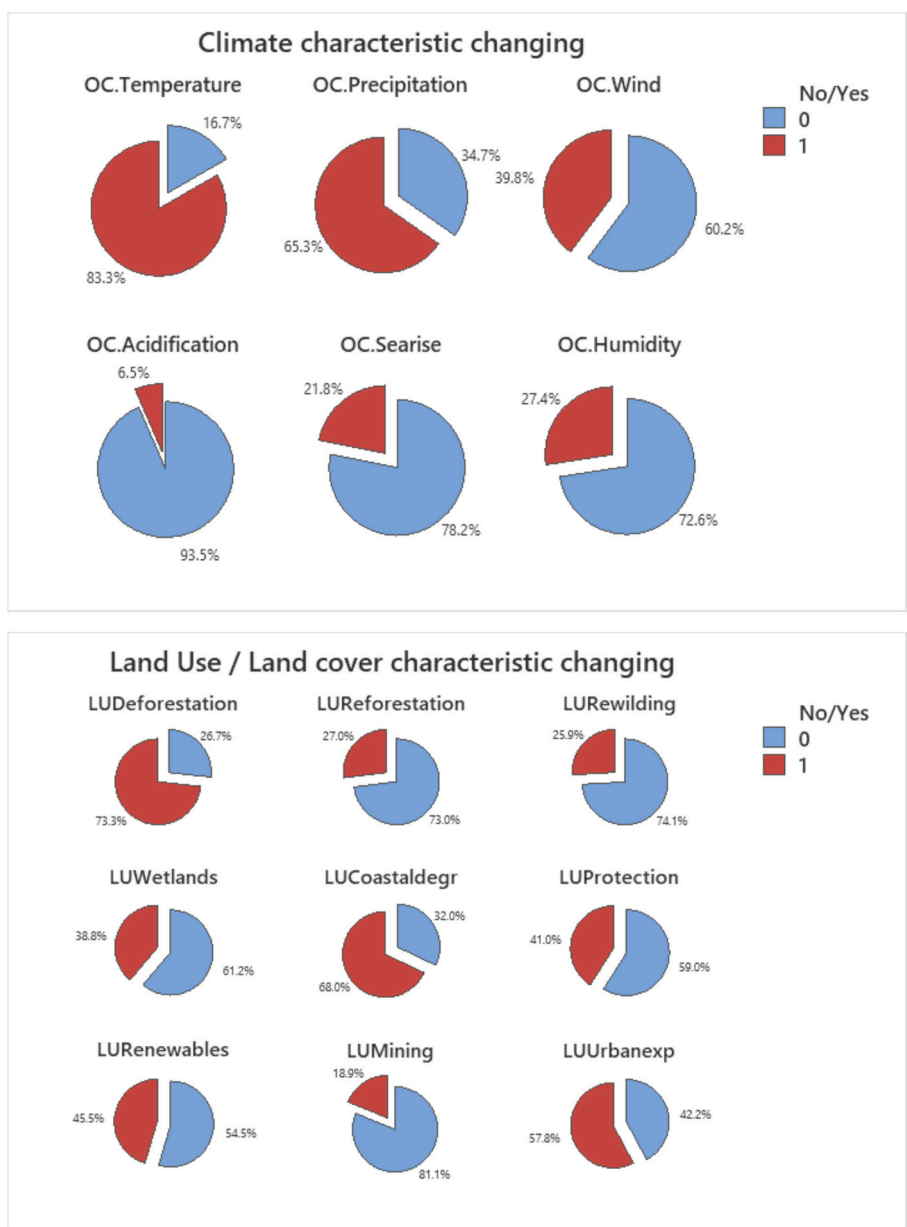 Climate characteristic changing
OC.Temperature
OC.Precipitation
OC.Wind
No/Yes
0
1
16.7%
83.3%
34.7%
65.3%
39.8%
60.2%
OC.Acidification
OC.Searise
OC.Humidity
6.5%
93.5%
21.8%
78.2%
27.4%
72.6%
Land Use / Land cover characteristic changing
LUDeforestation
LUReforestation
LURewilding
No/Yes
0
1
26.7%
73.3%
27.0%
73.0%
25.9%
74.1%
LUWetlands
LUCoastaldegr
LUProtection
38.8%
61.2%
32.0%
68.0%
41.0%
59.0%
LURenewables
LUMining
LUUrbanexp
45.5%
54.5%
18.9%
81.1%
57.8%
42.2%